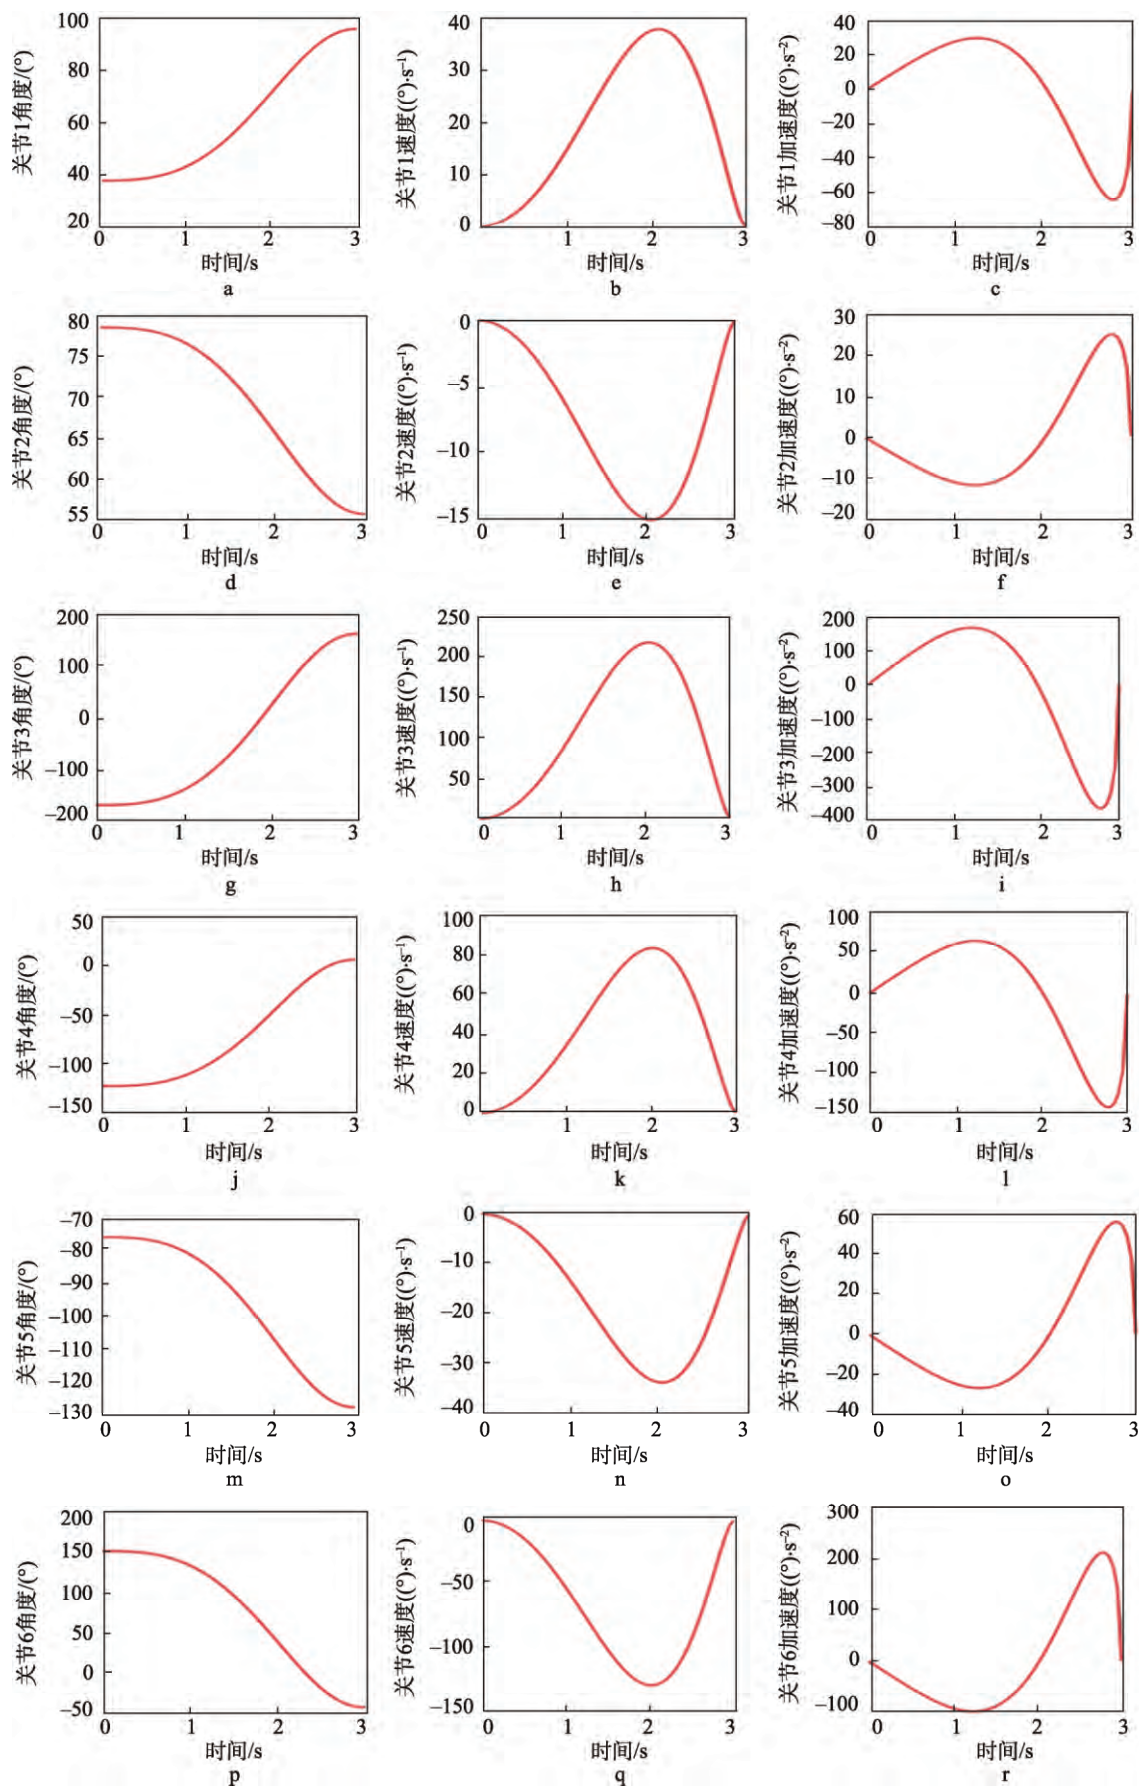 关节1角度/(°)
100
80
60
40
20
0 1 2 3
时间/s
a
关节1速度((°)·s⁻¹)
40
30
20
10
0
1 2 3
时间/s
b
关节1加速度((°)·s⁻²)
40
20
0
−20
−40
−60
−80
0 1 2 3
时间/s
c
关节2角度/(°)
80
75
70
65
60
55
0 1 2 3
时间/s
d
关节2速度((°)·s⁻¹)
0
−5
−10
−15
0 1 2 3
时间/s
e
关节2加速度((°)·s⁻²)
30
20
10
0
−10
−20
0 1 2 3
时间/s
f
关节3角度/(°)
200
100
0
−100
−200
0 1 2 3
时间/s
g
关节3速度((°)·s⁻¹)
250
200
150
100
50
0 1 2 3
时间/s
h
关节3加速度((°)·s⁻²)
200
100
0
−100
−200
−300
−400
0 1 2 3
时间/s
i
关节4角度/(°)
50
0
−50
−100
−150
0 1 2 3
时间/s
j
关节4速度((°)·s⁻¹)
100
80
60
40
20
0
1 2 3
时间/s
k
关节4加速度((°)·s⁻²)
100
50
0
−50
−100
−150
0 1 2 3
时间/s
l
关节5角度/(°)
−70
−80
−90
−100
−110
−120
−130
0 1 2 3
时间/s
m
关节5速度((°)·s⁻¹)
0
−10
−20
−30
−40
0 1 2 3
时间/s
n
关节5加速度((°)·s⁻²)
60
40
20
0
−20
−40
0 1 2 3
时间/s
o
关节6角度/(°)
200
150
100
50
0
−50
0 1 2 3
时间/s
p
关节6速度((°)·s⁻¹)
0
−50
−100
−150
0 1 2 3
时间/s
q
关节6加速度((°)·s⁻²)
300
200
100
0
−100
0 1 2 3
时间/s
r